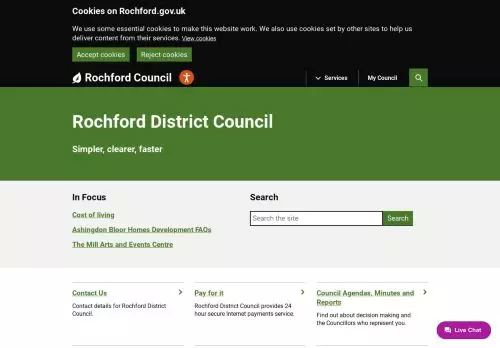 Cookies on Rochford.gov.uk
We use some essential cookies to make this website work. We also use cookies set by other sites to help us
deliver content from their services. View cookies
Accept cookies Reject cookies
Rochford Council Services My Council
Rochford District Council
Simpler, clearer, faster
In Focus
Cost of living
Ashingdon Bloor Homes Development FAQs
The Mill Arts and Events Centre
Search
Search the site Search
Contact Us
Contact details for Rochford District
Council.
Pay for it
Rochford District Council provides 24
hour secure Internet payments service.
Council Agendas, Minutes and
Reports
Find out about decision making and
the Councillors who represent you.
Live Chat